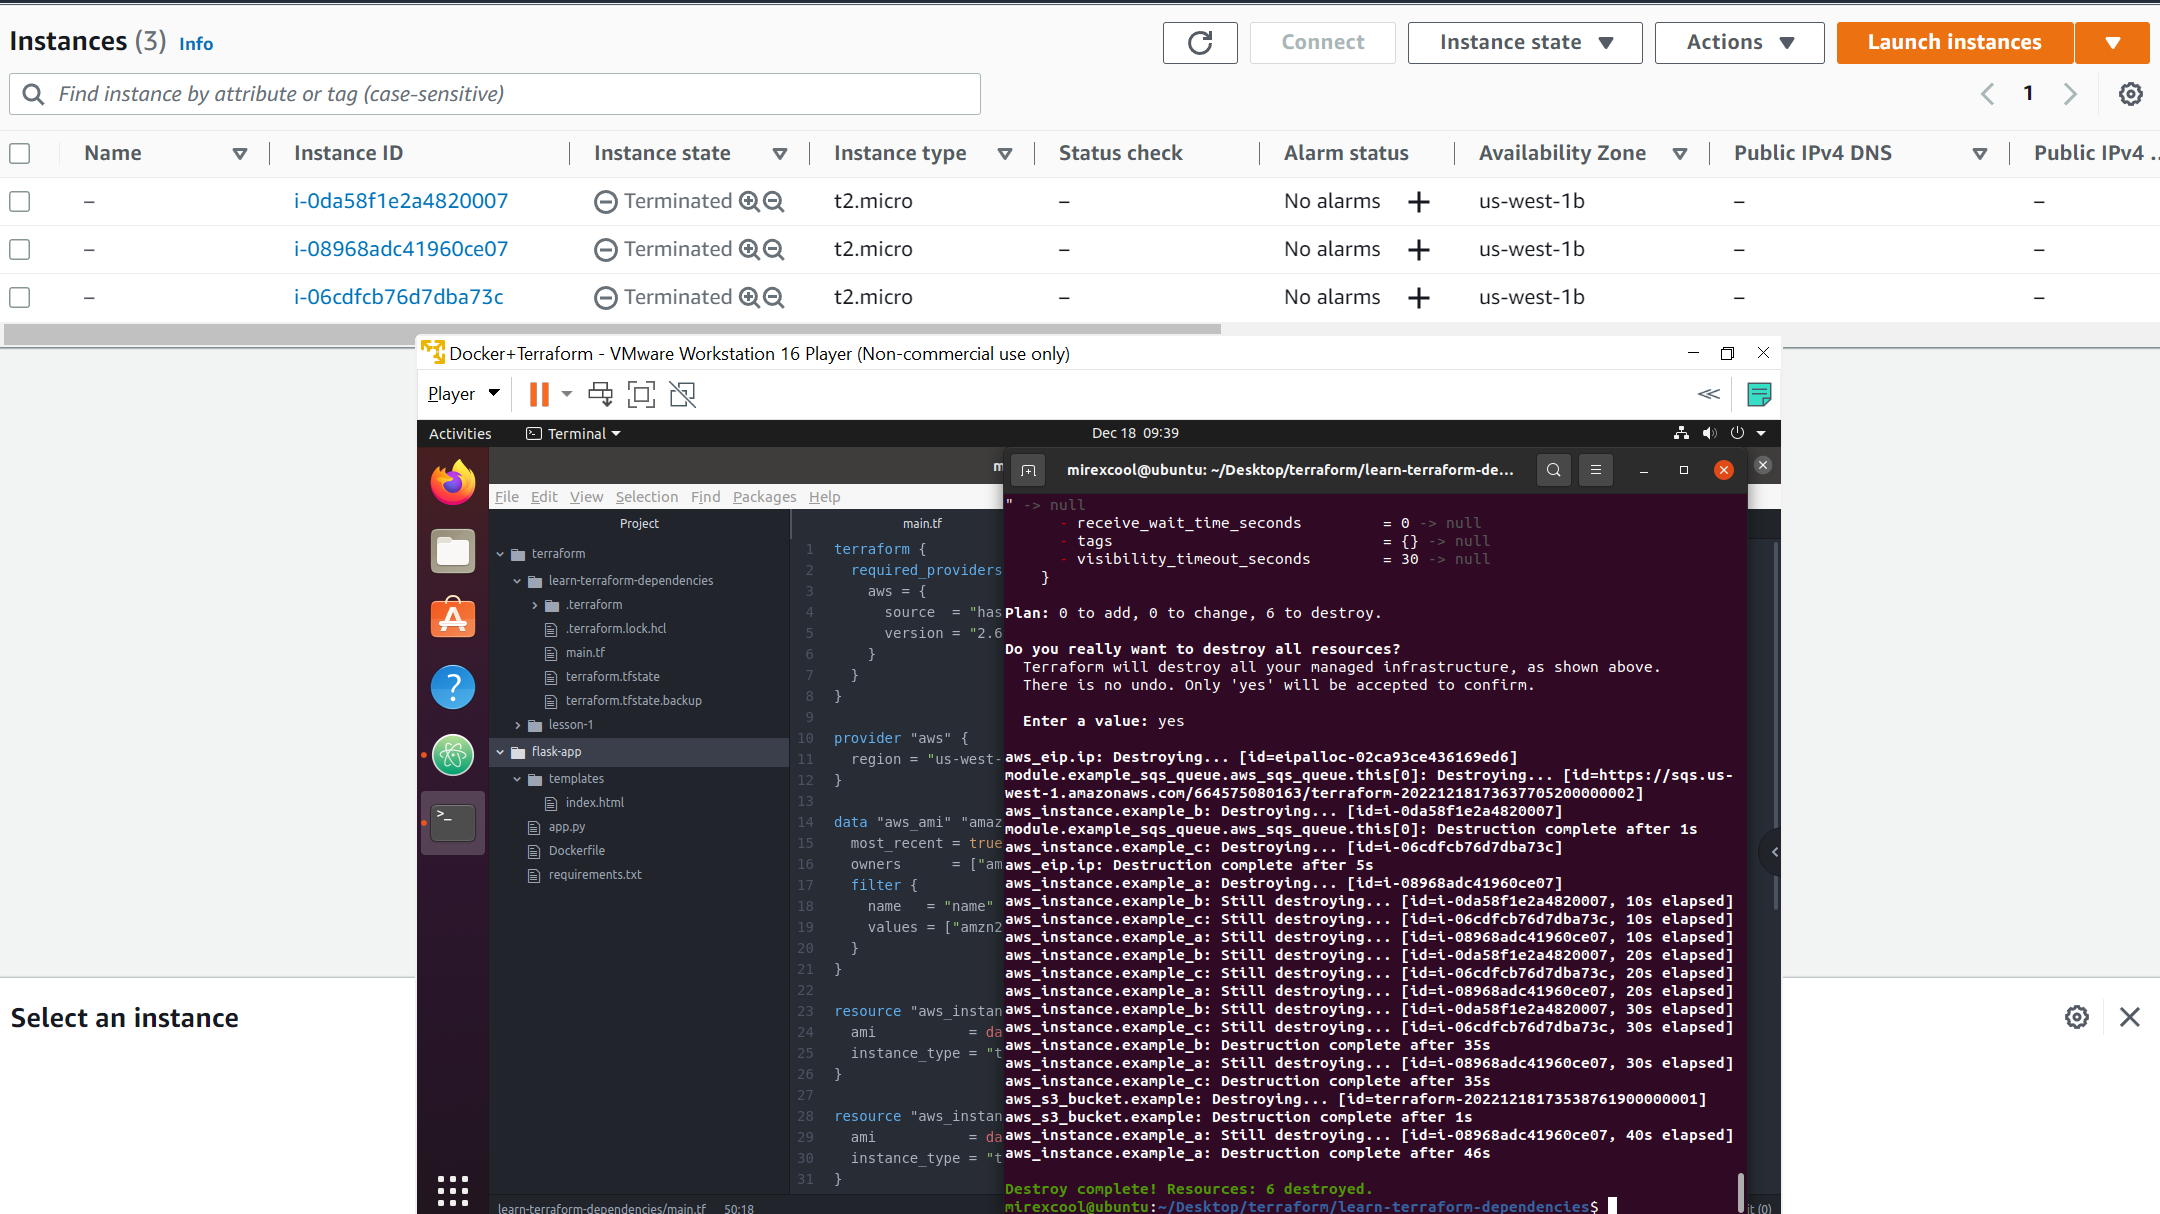 Instances (3) Info
Connect
Instance state
Actions
Launch instances
Find instance by attribute or tag (case-sensitive)
1
Name Instance ID Instance state Instance type Status check Alarm status Availability Zone Public IPv4 DNS Public IPv4 ...
– i-0da58f1e2a4820007 Terminated t2.micro – No alarms us-west-1b – –
– i-08968adc41960ce07 Terminated t2.micro – No alarms us-west-1b – –
– i-06cdfcb76d7dba73c Terminated t2.micro – No alarms us-west-1b – –
Docker+Terraform - VMware Workstation 16 Player (Non-commercial use only)
Player
Activities Terminal Dec 18 09:39
File Edit View Selection Find Packages Help
Project
terraform
learn-terraform-dependencies
.terraform
.terraform.lock.hcl
main.tf
terraform.tfstate
terraform.tfstate.backup
lesson-1
flask-app
templates
index.html
app.py
Dockerfile
requirements.txt
main.tf
1 terraform {
2 required_providers
3 aws = {
4 source = "has
5 version = "2.6
6 }
7 }
8 }
9
10 provider "aws" {
11 region = "us-west-
12 }
13
14 data "aws_ami" "amaz
15 most_recent = true
16 owners = ["am
17 filter {
18 name = "name"
19 values = ["amzn2
20 }
21 }
22
23 resource "aws_instan
24 ami = da
25 instance_type = "t
26 }
27
28 resource "aws_instan
29 ami = da
30 instance_type = "t
31 }
learn-terraform-dependencies/main.tf 50:18
mirexcool@ubuntu: ~/Desktop/terraform/learn-terraform-de...
" -> null
- receive_wait_time_seconds = 0 -> null
- tags = {} -> null
- visibility_timeout_seconds = 30 -> null
}
Plan: 0 to add, 0 to change, 6 to destroy.
Do you really want to destroy all resources?
Terraform will destroy all your managed infrastructure, as shown above.
There is no undo. Only 'yes' will be accepted to confirm.
Enter a value: yes
aws_eip.ip: Destroying... [id=eipalloc-02ca93ce436169ed6]
module.example_sqs_queue.aws_sqs_queue.this[0]: Destroying... [id=https://sqs.us-
west-1.amazonaws.com/664575080163/terraform-20221218173637705200000002]
aws_instance.example_b: Destroying... [id=i-0da58f1e2a4820007]
module.example_sqs_queue.aws_sqs_queue.this[0]: Destruction complete after 1s
aws_instance.example_c: Destroying... [id=i-06cdfcb76d7dba73c]
aws_eip.ip: Destruction complete after 5s
aws_instance.example_a: Destroying... [id=i-08968adc41960ce07]
aws_instance.example_b: Still destroying... [id=i-0da58f1e2a4820007, 10s elapsed]
aws_instance.example_c: Still destroying... [id=i-06cdfcb76d7dba73c, 10s elapsed]
aws_instance.example_a: Still destroying... [id=i-08968adc41960ce07, 10s elapsed]
aws_instance.example_b: Still destroying... [id=i-0da58f1e2a4820007, 20s elapsed]
aws_instance.example_c: Still destroying... [id=i-06cdfcb76d7dba73c, 20s elapsed]
aws_instance.example_a: Still destroying... [id=i-08968adc41960ce07, 20s elapsed]
aws_instance.example_b: Still destroying... [id=i-0da58f1e2a4820007, 30s elapsed]
aws_instance.example_c: Still destroying... [id=i-06cdfcb76d7dba73c, 30s elapsed]
aws_instance.example_b: Destruction complete after 35s
aws_instance.example_a: Still destroying... [id=i-08968adc41960ce07, 30s elapsed]
aws_instance.example_c: Destruction complete after 35s
aws_s3_bucket.example: Destroying... [id=terraform-20221218173538761900000001]
aws_s3_bucket.example: Destruction complete after 1s
aws_instance.example_a: Still destroying... [id=i-08968adc41960ce07, 40s elapsed]
aws_instance.example_a: Destruction complete after 46s
Destroy complete! Resources: 6 destroyed.
mirexcool@ubuntu:~/Desktop/terraform/learn-terraform-dependencies$
it (0)
Select an instance